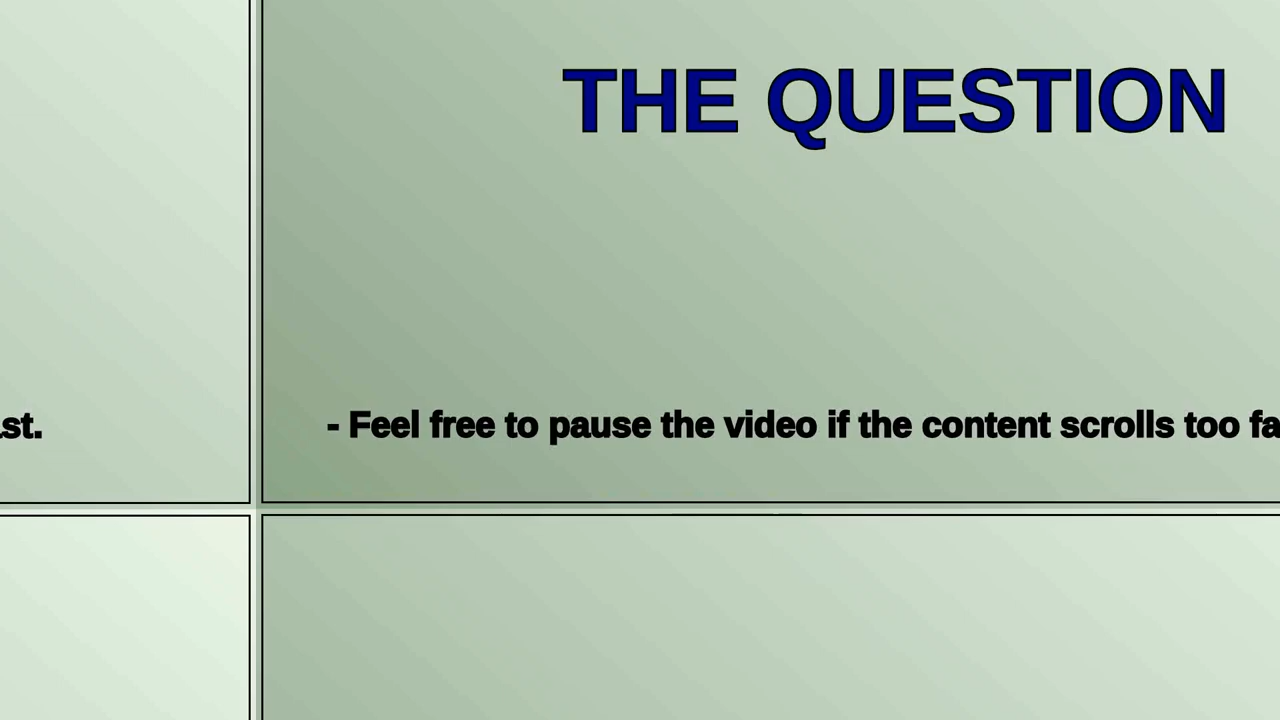 THE QUESTION
st.
- Feel free to pause the video if the content scrolls too fa